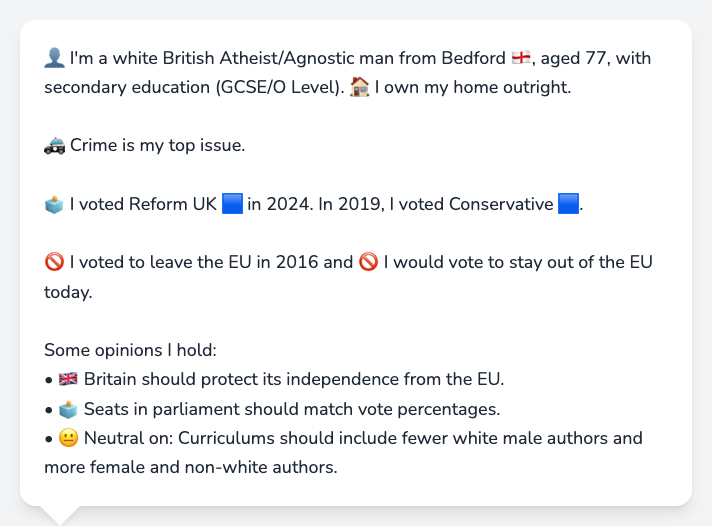 👤 I'm a white British Atheist/Agnostic man from Bedford 🏴󠁧󠁢󠁥󠁮󠁧󠁿, aged 77, with
secondary education (GCSE/O Level). 🏠 I own my home outright.
🚓 Crime is my top issue.
🗳️ I voted Reform UK 🟦 in 2024. In 2019, I voted Conservative 🟦.
🚫 I voted to leave the EU in 2016 and 🚫 I would vote to stay out of the EU
today.
Some opinions I hold:
• 🇬🇧 Britain should protect its independence from the EU.
• 🗳️ Seats in parliament should match vote percentages.
• 😐 Neutral on: Curriculums should include fewer white male authors and
more female and non-white authors.